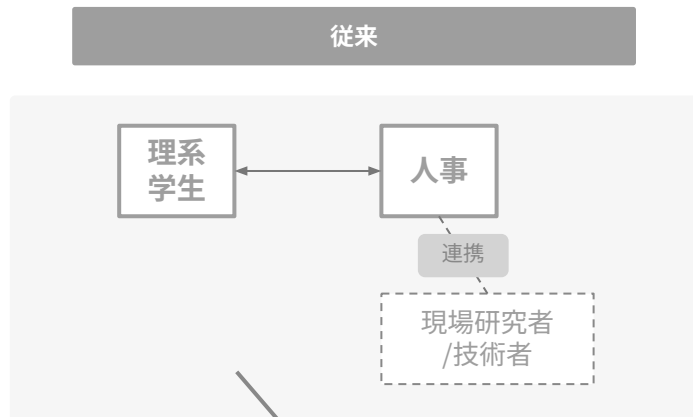 従来
理系
学生
人事
連携
現場研究者
/技術者